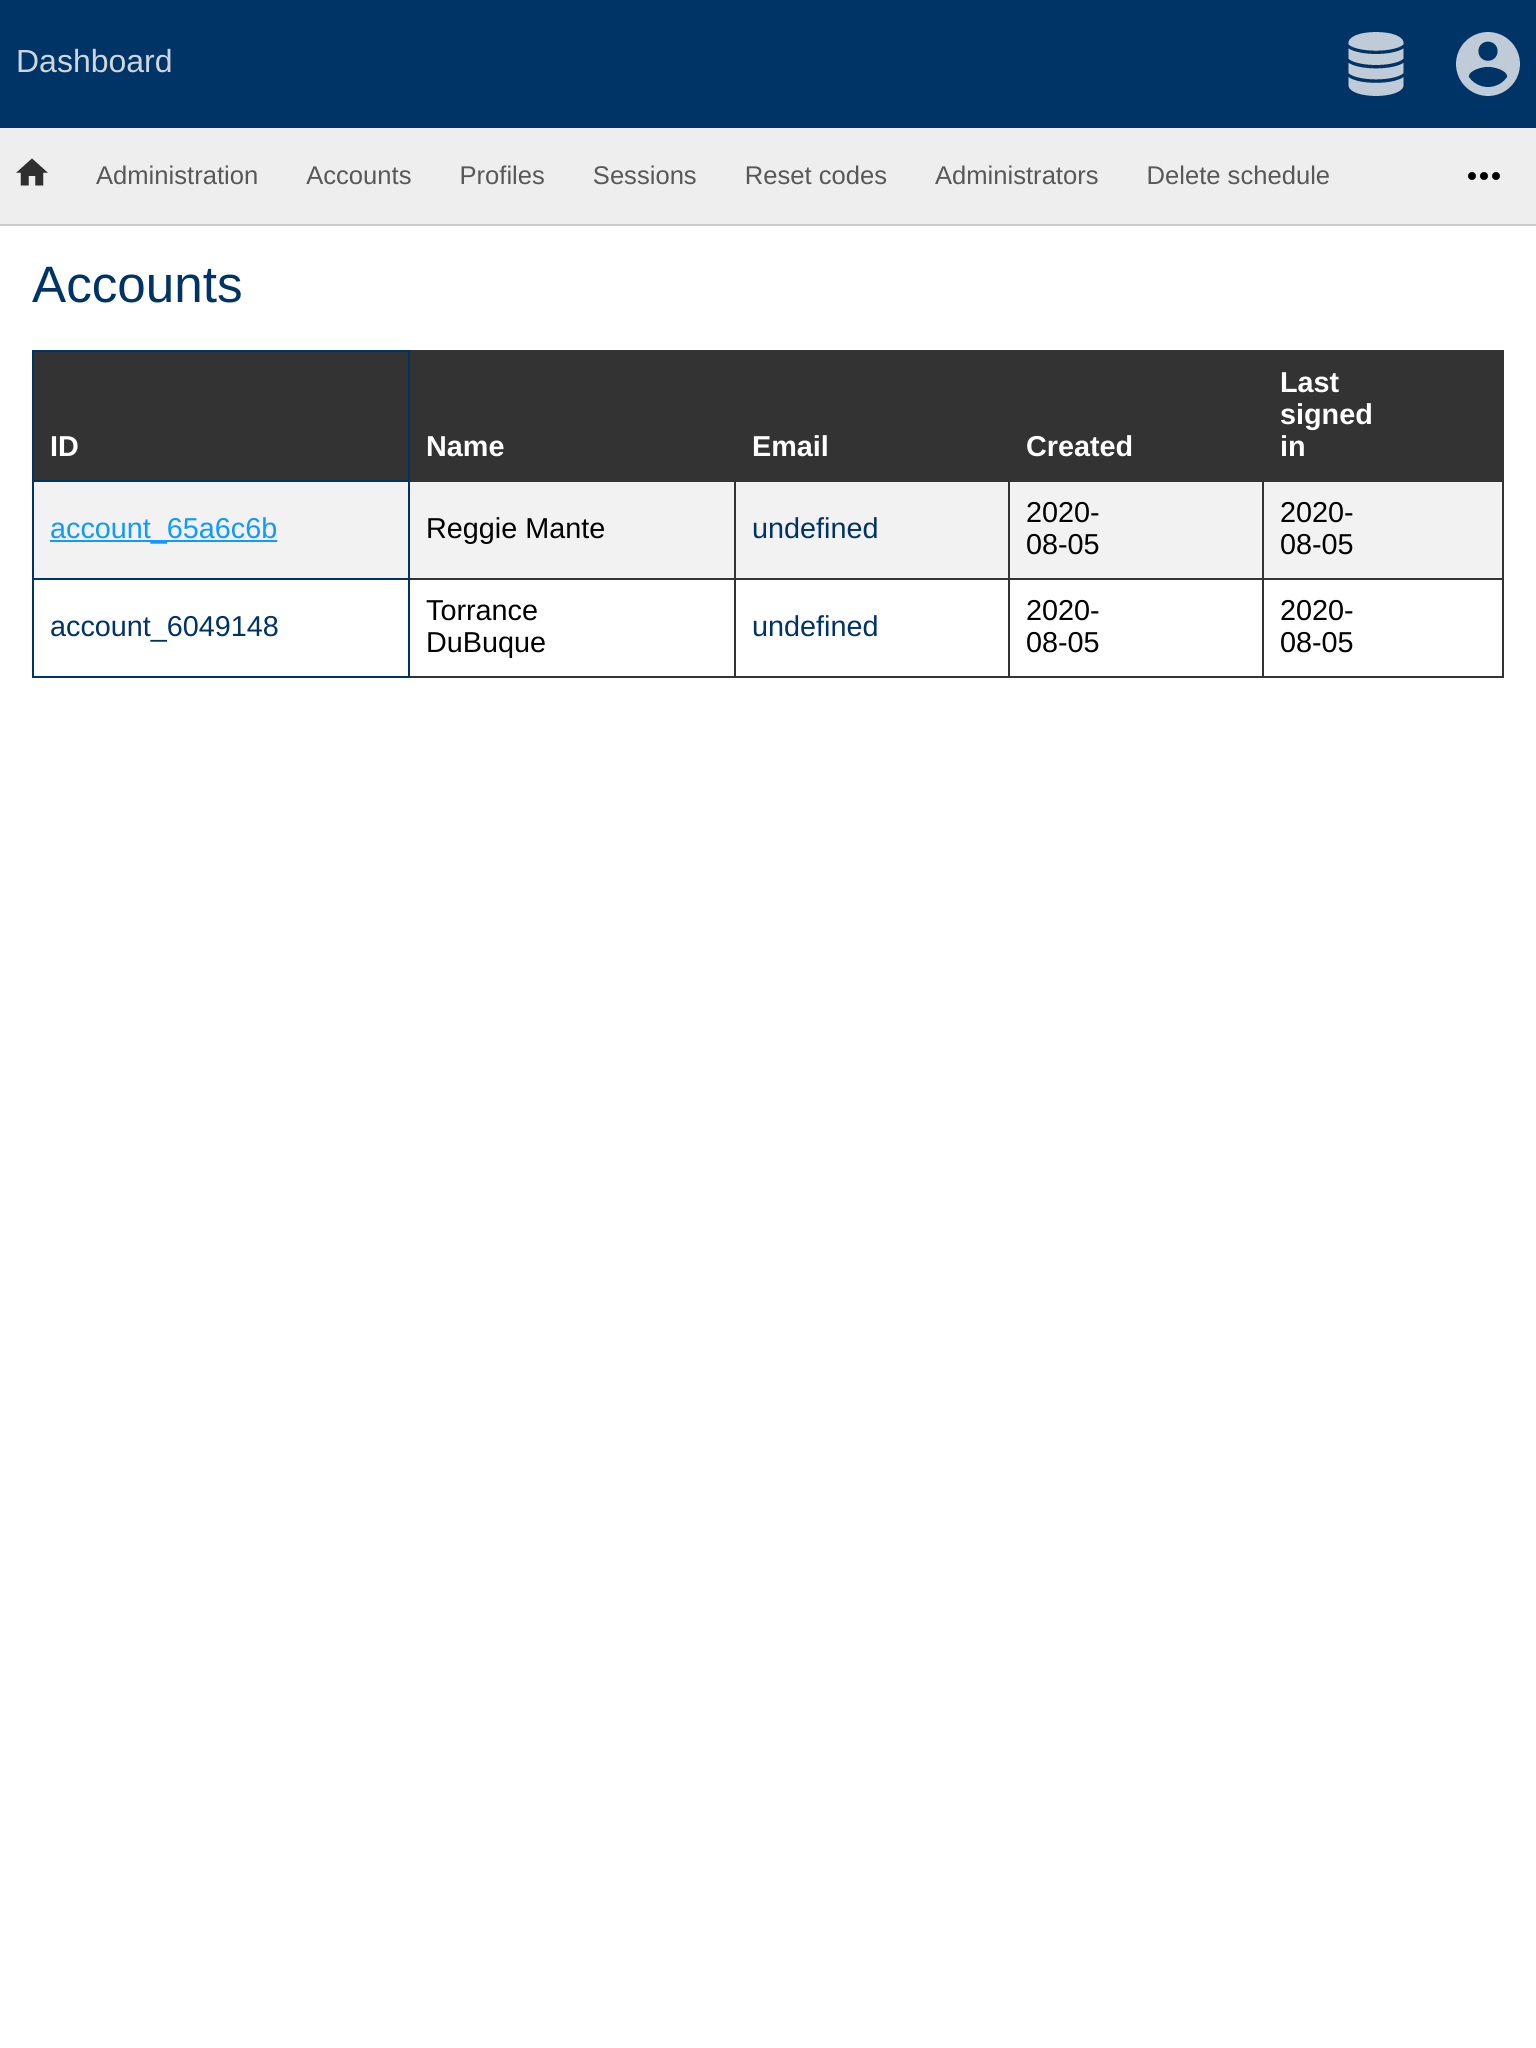 Dashboard
Administration Accounts Profiles Sessions Reset codes Administrators Delete schedule
Accounts
ID Name Email Created Last signed in
account_65a6c6b Reggie Mante undefined 2020-08-05 2020-08-05
account_6049148 Torrance DuBuque undefined 2020-08-05 2020-08-05